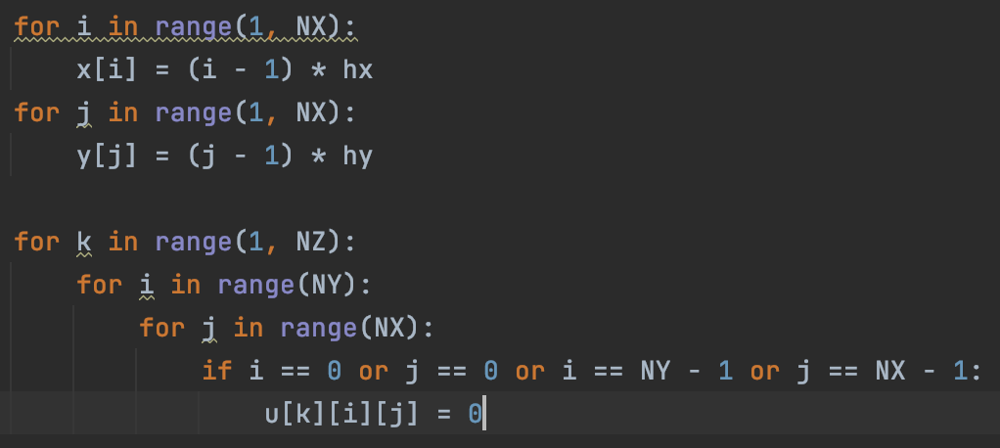 for i in range(1, NX):
    x[i] = (i - 1) * hx
for j in range(1, NX):
    y[j] = (j - 1) * hy

for k in range(1, NZ):
    for i in range(NY):
        for j in range(NX):
            if i == 0 or j == 0 or i == NY - 1 or j == NX - 1:
                u[k][i][j] = 0